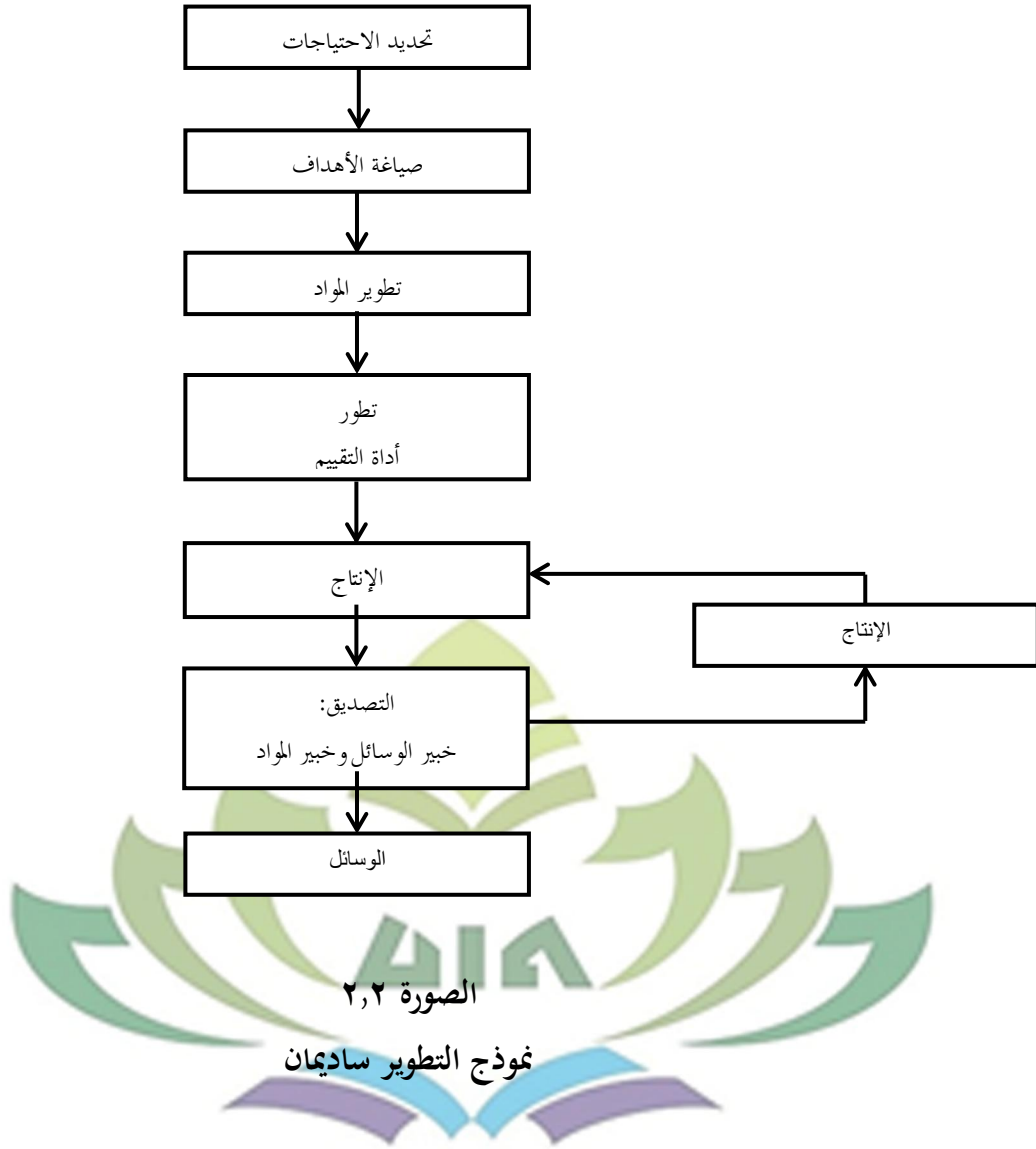 تحديد الاحتياجات
صياغة الأهداف
تطوير المواد
تطور
أداة التقييم
الإنتاج
الإنتاج
التصديق:
خبير الوسائل وخبير المواد
الوسائل
الصورة ٢,٢
نموذج التطوير ساديمان